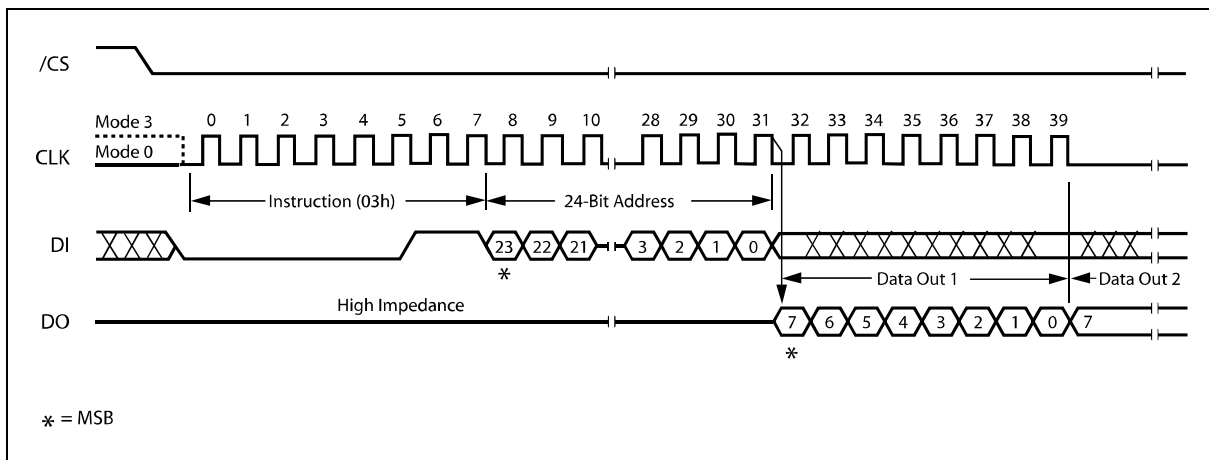 /CS
Mode 3
0 1 2 3 4 5 6 7 8 9 10 28 29 30 31 32 33 34 35 36 37 38 39
CLK
Mode 0
Instruction (03h)
24-Bit Address
DI
23 22 21 3 2 1 0
*
Data Out 1
Data Out 2
High Impedance
DO
7 6 5 4 3 2 1 0 7
*
* = MSB